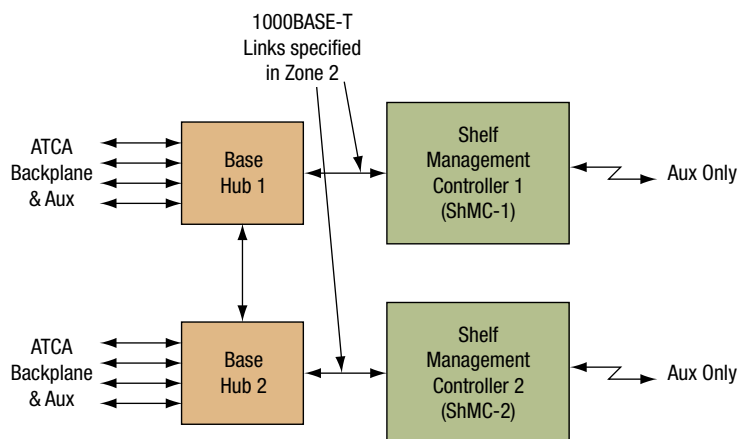 1000BASE-T
Links specified
in Zone 2
ATCA
Backplane
& Aux
Base
Hub 1
Shelf
Management
Controller 1
(ShMC-1)
Aux Only
ATCA
Backplane
& Aux
Base
Hub 2
Shelf
Management
Controller 2
(ShMC-2)
Aux Only